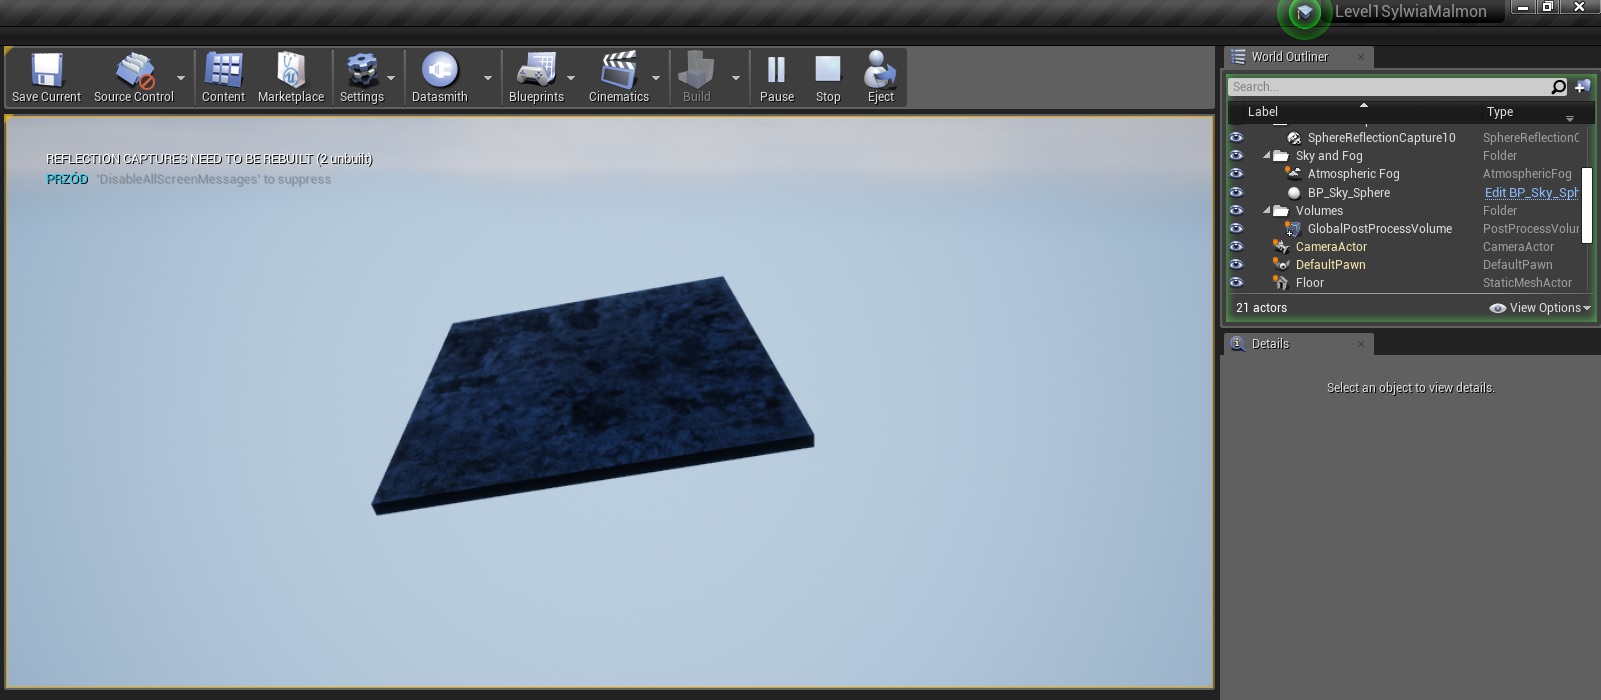 Level1SylwiaMalmon
Save Current
Source Control
Content
Marketplace
Settings
Datasmith
Blueprints
Cinematics
Build
Pause
Stop
Eject
REFLECTION CAPTURES NEED TO BE REBUILT (2 unbuilt)
PRZÓD 'DisableAllScreenMessages' to suppress
World Outliner
Search...
Label Type
SphereReflectionCapture10 SphereReflectionC
Sky and Fog Folder
Atmospheric Fog AtmosphericFog
BP_Sky_Sphere Edit BP_Sky_Sph
Volumes Folder
GlobalPostProcessVolume PostProcessVolur
CameraActor CameraActor
DefaultPawn DefaultPawn
Floor StaticMeshActor
21 actors View Options
Details
Select an object to view details.